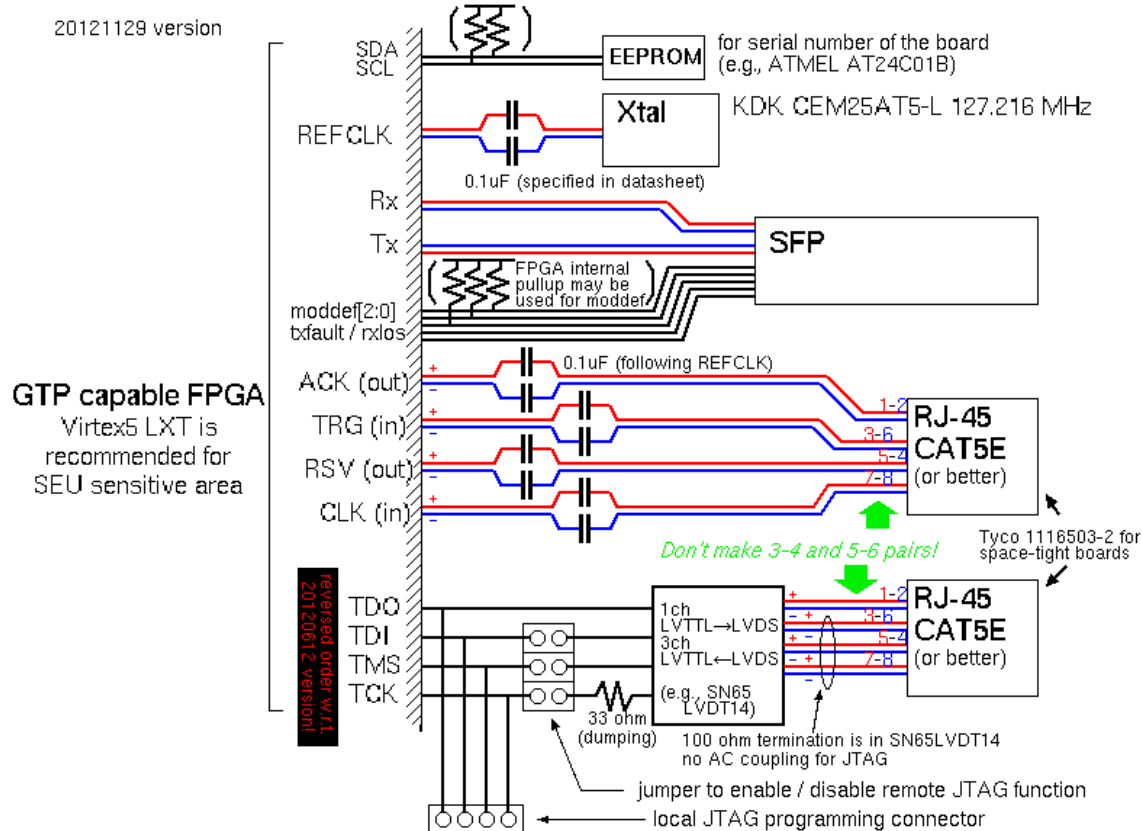 20121129 version
SDA
SCL
EEPROM
for serial number of the board
(e.g., ATMEL AT24C01B)
REFCLK
Xtal
KDK CEM25AT5-L 127.216 MHz
0.1uF (specified in datasheet)
Rx
Tx
SFP
FPGA internal
pullup may be
used for moddef
moddef[2:0]
txfault / rxlos
GTP capable FPGA
Virtex5 LXT is
recommended for
SEU sensitive area
0.1uF (following REFCLK)
+
ACK (out)
-
+
TRG (in)
-
+
RSV (out)
-
+
CLK (in)
-
1-2
3-6
5-4
7-8
RJ-45
CAT5E
(or better)
Don't make 3-4 and 5-6 pairs!
Tyco 1116503-2 for
space-tight boards
reversed order w.r.t.
20120612 version!
TDO
TDI
TMS
TCK
1ch
LVTTL→LVDS
3ch
LVTTL←LVDS
(e.g., SN65
LVDT14)
+
- +
- +
- +
-
1-2
3-6
5-4
7-8
RJ-45
CAT5E
(or better)
33 ohm
(dumping)
100 ohm termination is in SN65LVDT14
no AC coupling for JTAG
jumper to enable / disable remote JTAG function
local JTAG programming connector